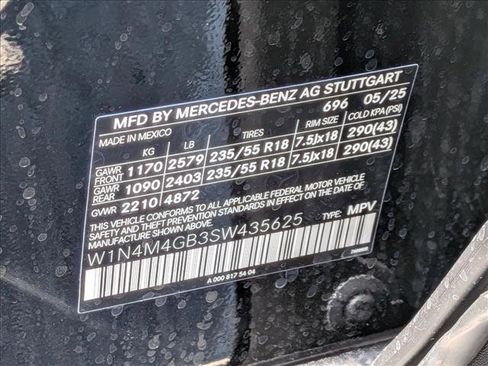 MFD BY MERCEDES-BENZ AG STUTTGART
MADE IN MEXICO 696 05/25
KG LB TIRES RIM SIZE COLD KPA(PSI)
GAWR FRONT 1170 2579 235/55 R18 7.5Jx18 290(43)
GAWR REAR 1090 2403 235/55 R18 7.5Jx18 290(43)
GVWR 2210 4872
THIS VEHICLE CONFORMS TO ALL APPLICABLE FEDERAL MOTOR VEHICLE
SAFETY AND THEFT PREVENTION STANDARDS IN EFFECT ON THE DATE OF
MANUFACTURE SHOWN ABOVE.
W1N4M4GB3SW435625 MPV
A 000 817 54 04